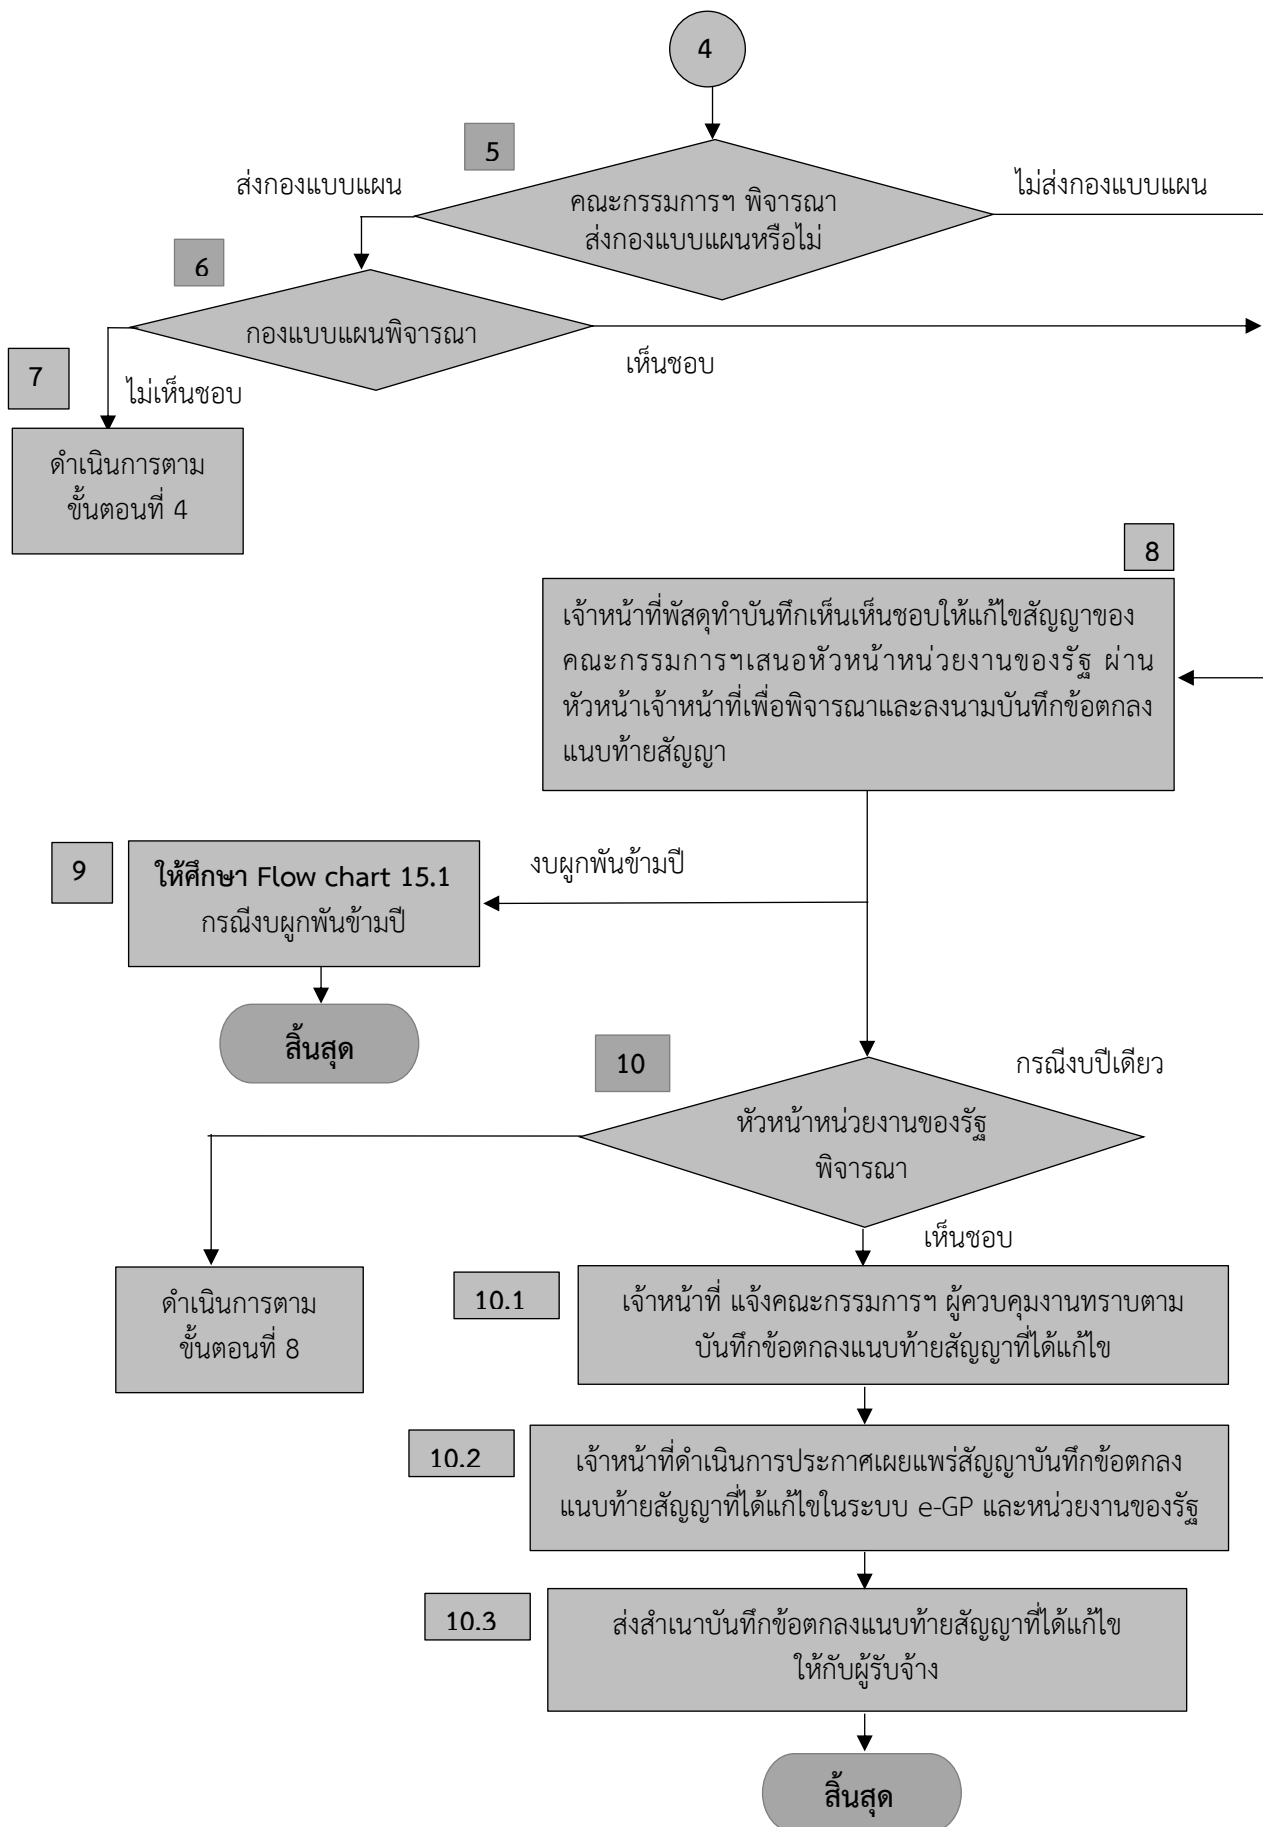 4
5
ส่งกองแบบแผน
ไม่ส่งกองแบบแผน
คณะกรรมการฯ พิจารณา
ส่งกองแบบแผนหรือไม่
6
กองแบบแผนพิจารณา
เห็นชอบ
7
ไม่เห็นชอบ
ดำเนินการตาม
ขั้นตอนที่ 4
8
เจ้าหน้าที่พัสดุทำบันทึกเห็นเห็นชอบให้แก้ไขสัญญาของ
คณะกรรมการฯเสนอหัวหน้าหน่วยงานของรัฐ ผ่าน
หัวหน้าเจ้าหน้าที่เพื่อพิจารณาและลงนามบันทึกข้อตกลง
แนบท้ายสัญญา
9
ให้ศึกษา Flow chart 15.1
กรณีงบผูกพันข้ามปี
งบผูกพันข้ามปี
สิ้นสุด
10
กรณีงบปีเดียว
หัวหน้าหน่วยงานของรัฐ
พิจารณา
เห็นชอบ
ดำเนินการตาม
ขั้นตอนที่ 8
10.1
เจ้าหน้าที่ แจ้งคณะกรรมการฯ ผู้ควบคุมงานทราบตาม
บันทึกข้อตกลงแนบท้ายสัญญาที่ได้แก้ไข
10.2
เจ้าหน้าที่ดำเนินการประกาศเผยแพร่สัญญาบันทึกข้อตกลง
แนบท้ายสัญญาที่ได้แก้ไขในระบบ e-GP และหน่วยงานของรัฐ
10.3
ส่งสำเนาบันทึกข้อตกลงแนบท้ายสัญญาที่ได้แก้ไข
ให้กับผู้รับจ้าง
สิ้นสุด